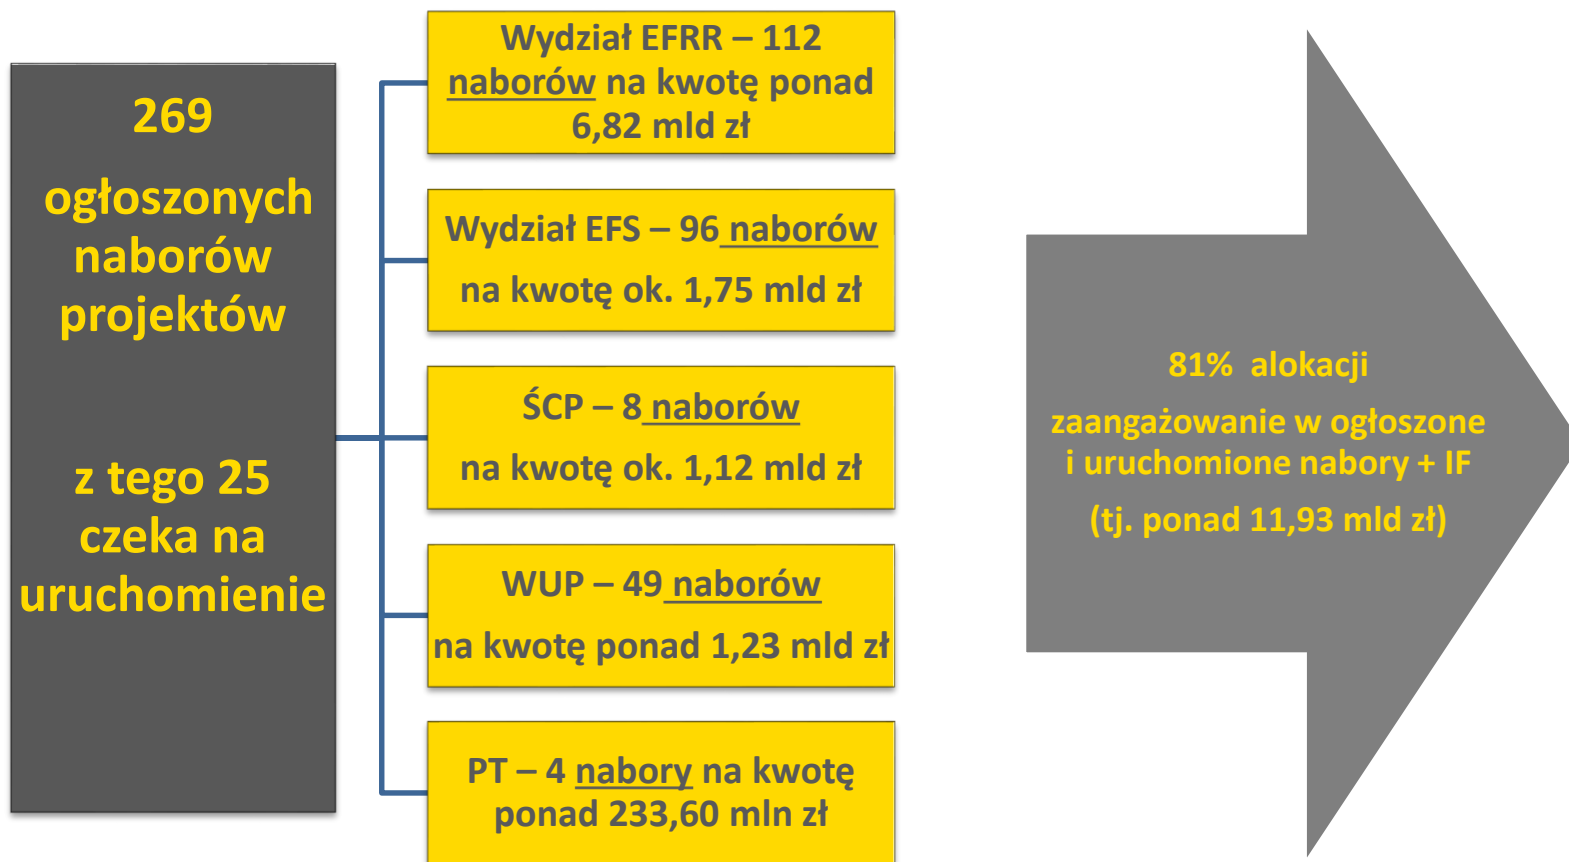 269
ogłoszonych
naborów
projektów
z tego 25
czeka na
uruchomienie
Wydział EFRR – 112
naborów na kwotę ponad
6,82 mld zł
Wydział EFS – 96 naborów
na kwotę ok. 1,75 mld zł
ŚCP – 8 naborów
na kwotę ok. 1,12 mld zł
WUP – 49 naborów
na kwotę ponad 1,23 mld zł
PT – 4 nabory na kwotę
ponad 233,60 mln zł
81% alokacji
zaangażowanie w ogłoszone
i uruchomione nabory + IF
(tj. ponad 11,93 mld zł)